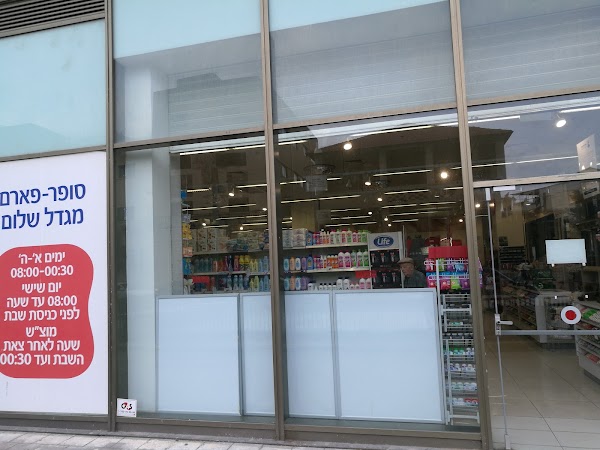 סופר-פארם
מגדל שלום
ימים א'-ה'
08:00-00:30
יום שישי
08:00 עד שעה
לפני כניסת שבת
מוצ"ש
שעה לאחר צאת
השבת ועד 00:30
Life
G4S